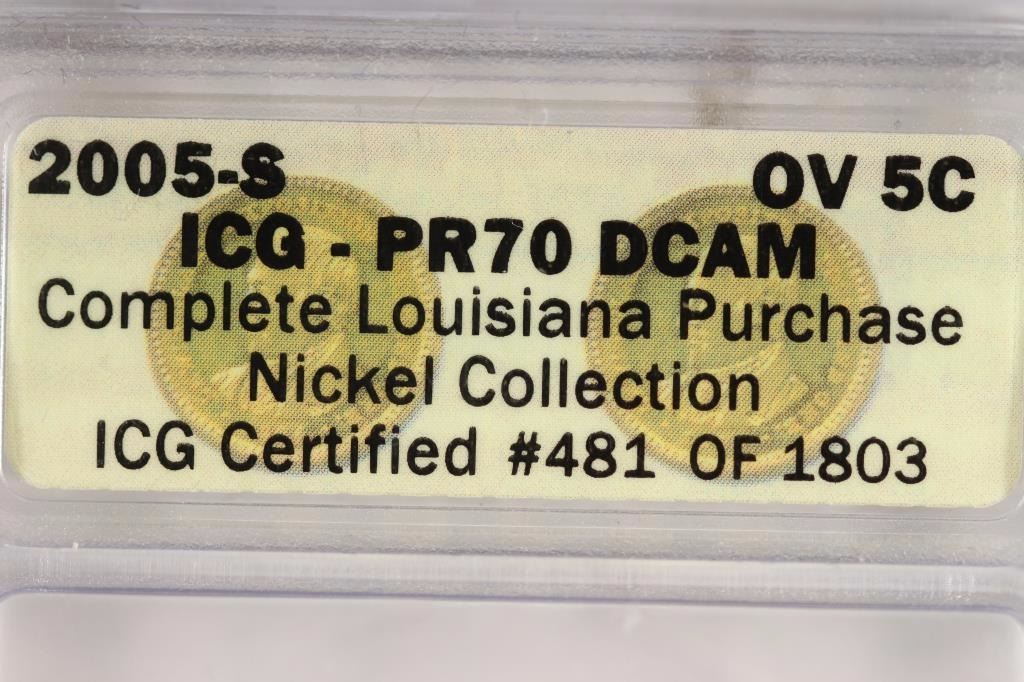 2005-S OV 5C
ICG - PR70 DCAM
Complete Louisiana Purchase
Nickel Collection
ICG Certified #481 OF 1803